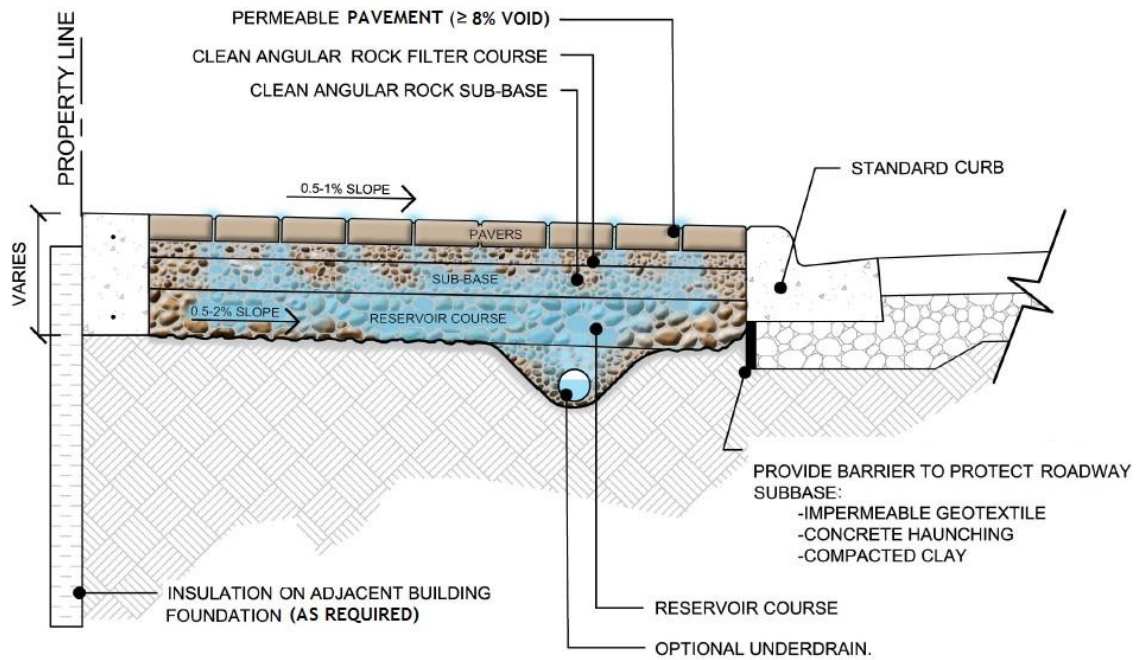 PERMEABLE PAVEMENT (≥ 8% VOID)
CLEAN ANGULAR ROCK FILTER COURSE
CLEAN ANGULAR ROCK SUB-BASE
PROPERTY LINE
STANDARD CURB
0.5-1% SLOPE
PAVERS
SUB-BASE
VARIES
0.5-2% SLOPE
RESERVOIR COURSE
PROVIDE BARRIER TO PROTECT ROADWAY
SUBBASE:
-IMPERMEABLE GEOTEXTILE
-CONCRETE HAUNCHING
-COMPACTED CLAY
INSULATION ON ADJACENT BUILDING
FOUNDATION (AS REQUIRED)
RESERVOIR COURSE
OPTIONAL UNDERDRAIN.